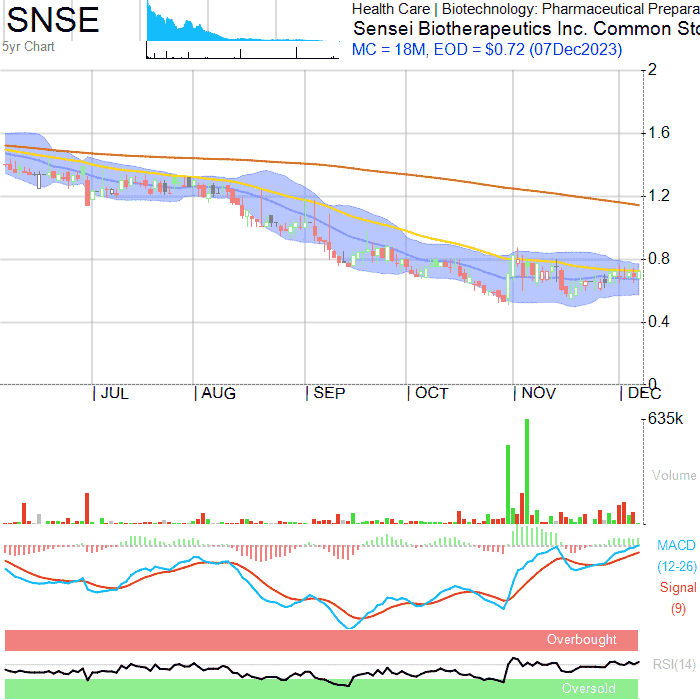 SNSE
5yr Chart
Health Care | Biotechnology: Pharmaceutical Prepara
Sensei Biotherapeutics Inc. Common Sto
MC = 18M, EOD = $0.72 (07Dec2023)
2
1.6
1.2
0.8
0.4
0
JUL AUG SEP OCT NOV DEC
635k
Volume
MACD
(12-26)
Signal
(9)
Overbought
RSI(14)
Oversold